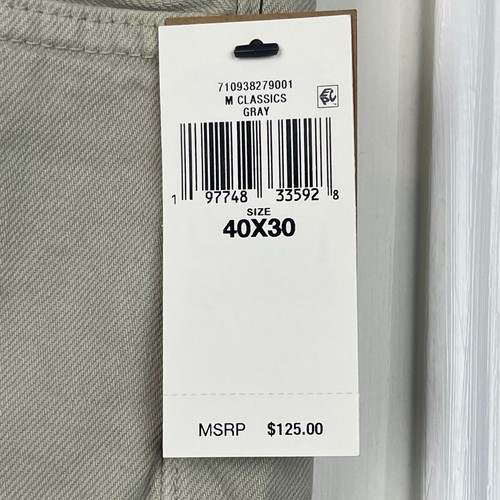 710938279001
M CLASSICS
GRAY
1 97748 33592 8
SIZE
40X30
MSRP $125.00